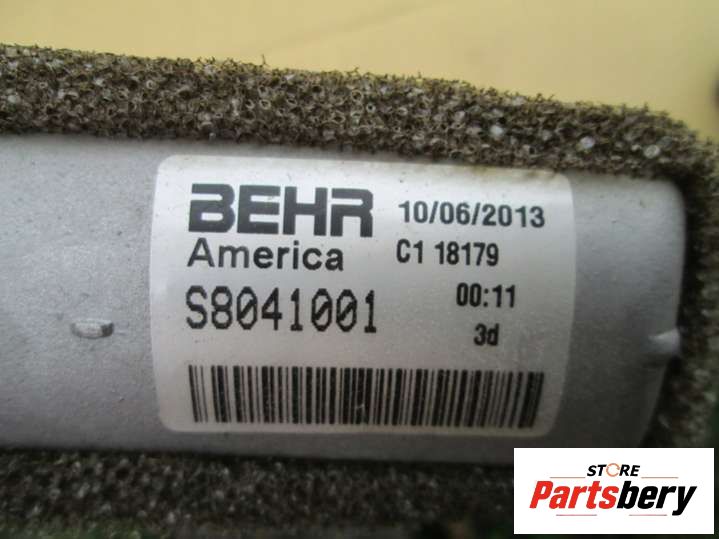 BEHR 10/06/2013
America C1 18179
S8041001 00:11
3d
STORE
Partsbery